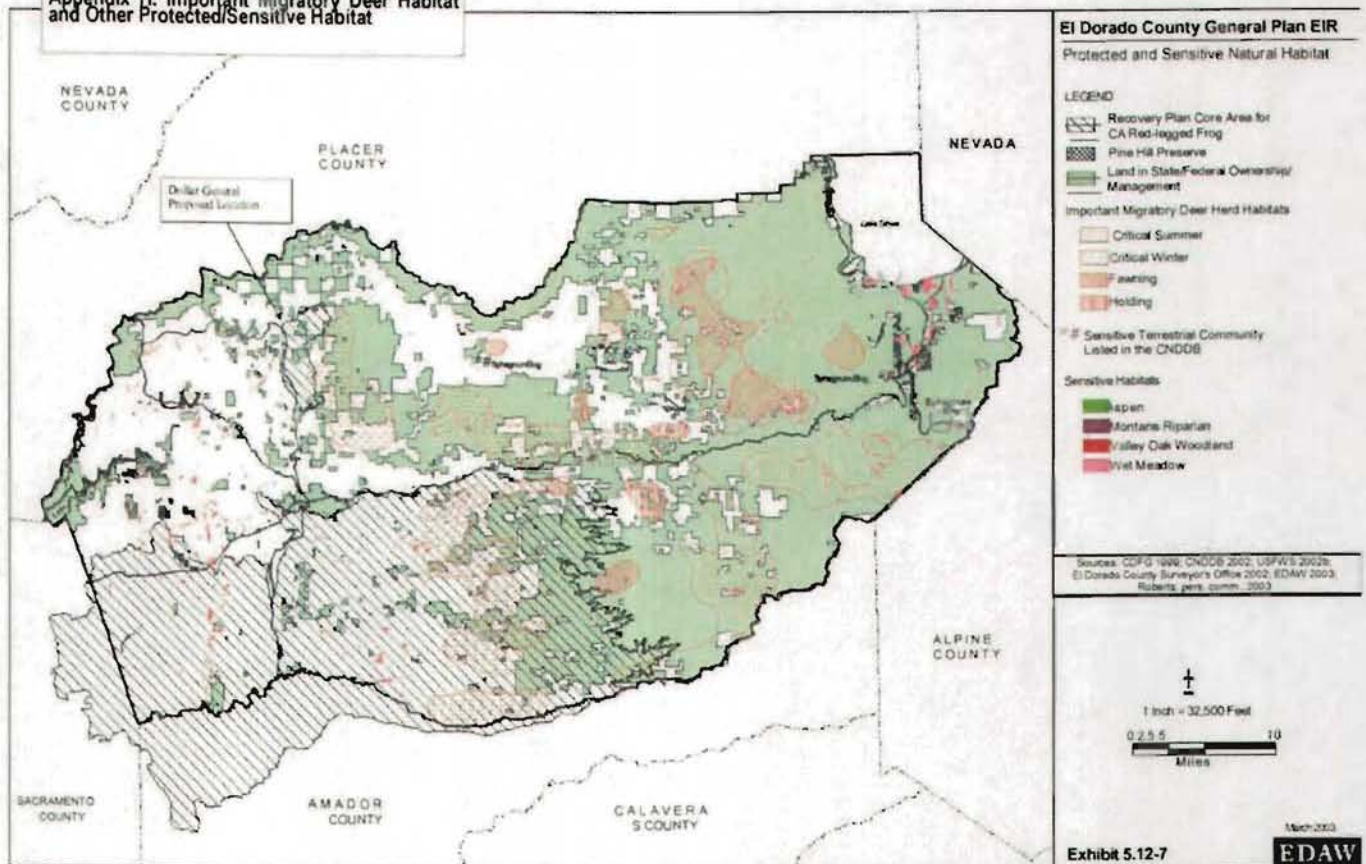 Appendix H: Important Migratory Deer Habitat
and Other Protected/Sensitive Habitat
NEVADA
COUNTY
PLACER
COUNTY
NEVADA
Dollar General
Proposed Location
Lake Tahoe
ALPINE
COUNTY
SACRAMENTO
COUNTY
AMADOR
COUNTY
CALAVERA
S COUNTY
El Dorado County General Plan EIR
Protected and Sensitive Natural Habitat
LEGEND
Recovery Plan Core Area for
CA Red-legged Frog
Pine Hill Preserve
Land in State/Federal Ownership/
Management
Important Migratory Deer Herd Habitats
Critical Summer
Critical Winter
Fawning
Holding
# Sensitive Terrestrial Community
Listed in the CNDDB
Sensitive Habitats
Aspen
Montane Riparian
Valley Oak Woodland
Wet Meadow
Sources: CDFG 1999; CNDDB 2002; USFWS 2002b;
El Dorado County Surveyor's Office 2002; EDAW 2003;
Roberts, pers. comm., 2003
1 Inch = 32,500 Feet
0 2.5 5 10
Miles
March 2003
Exhibit 5.12-7
EDAW